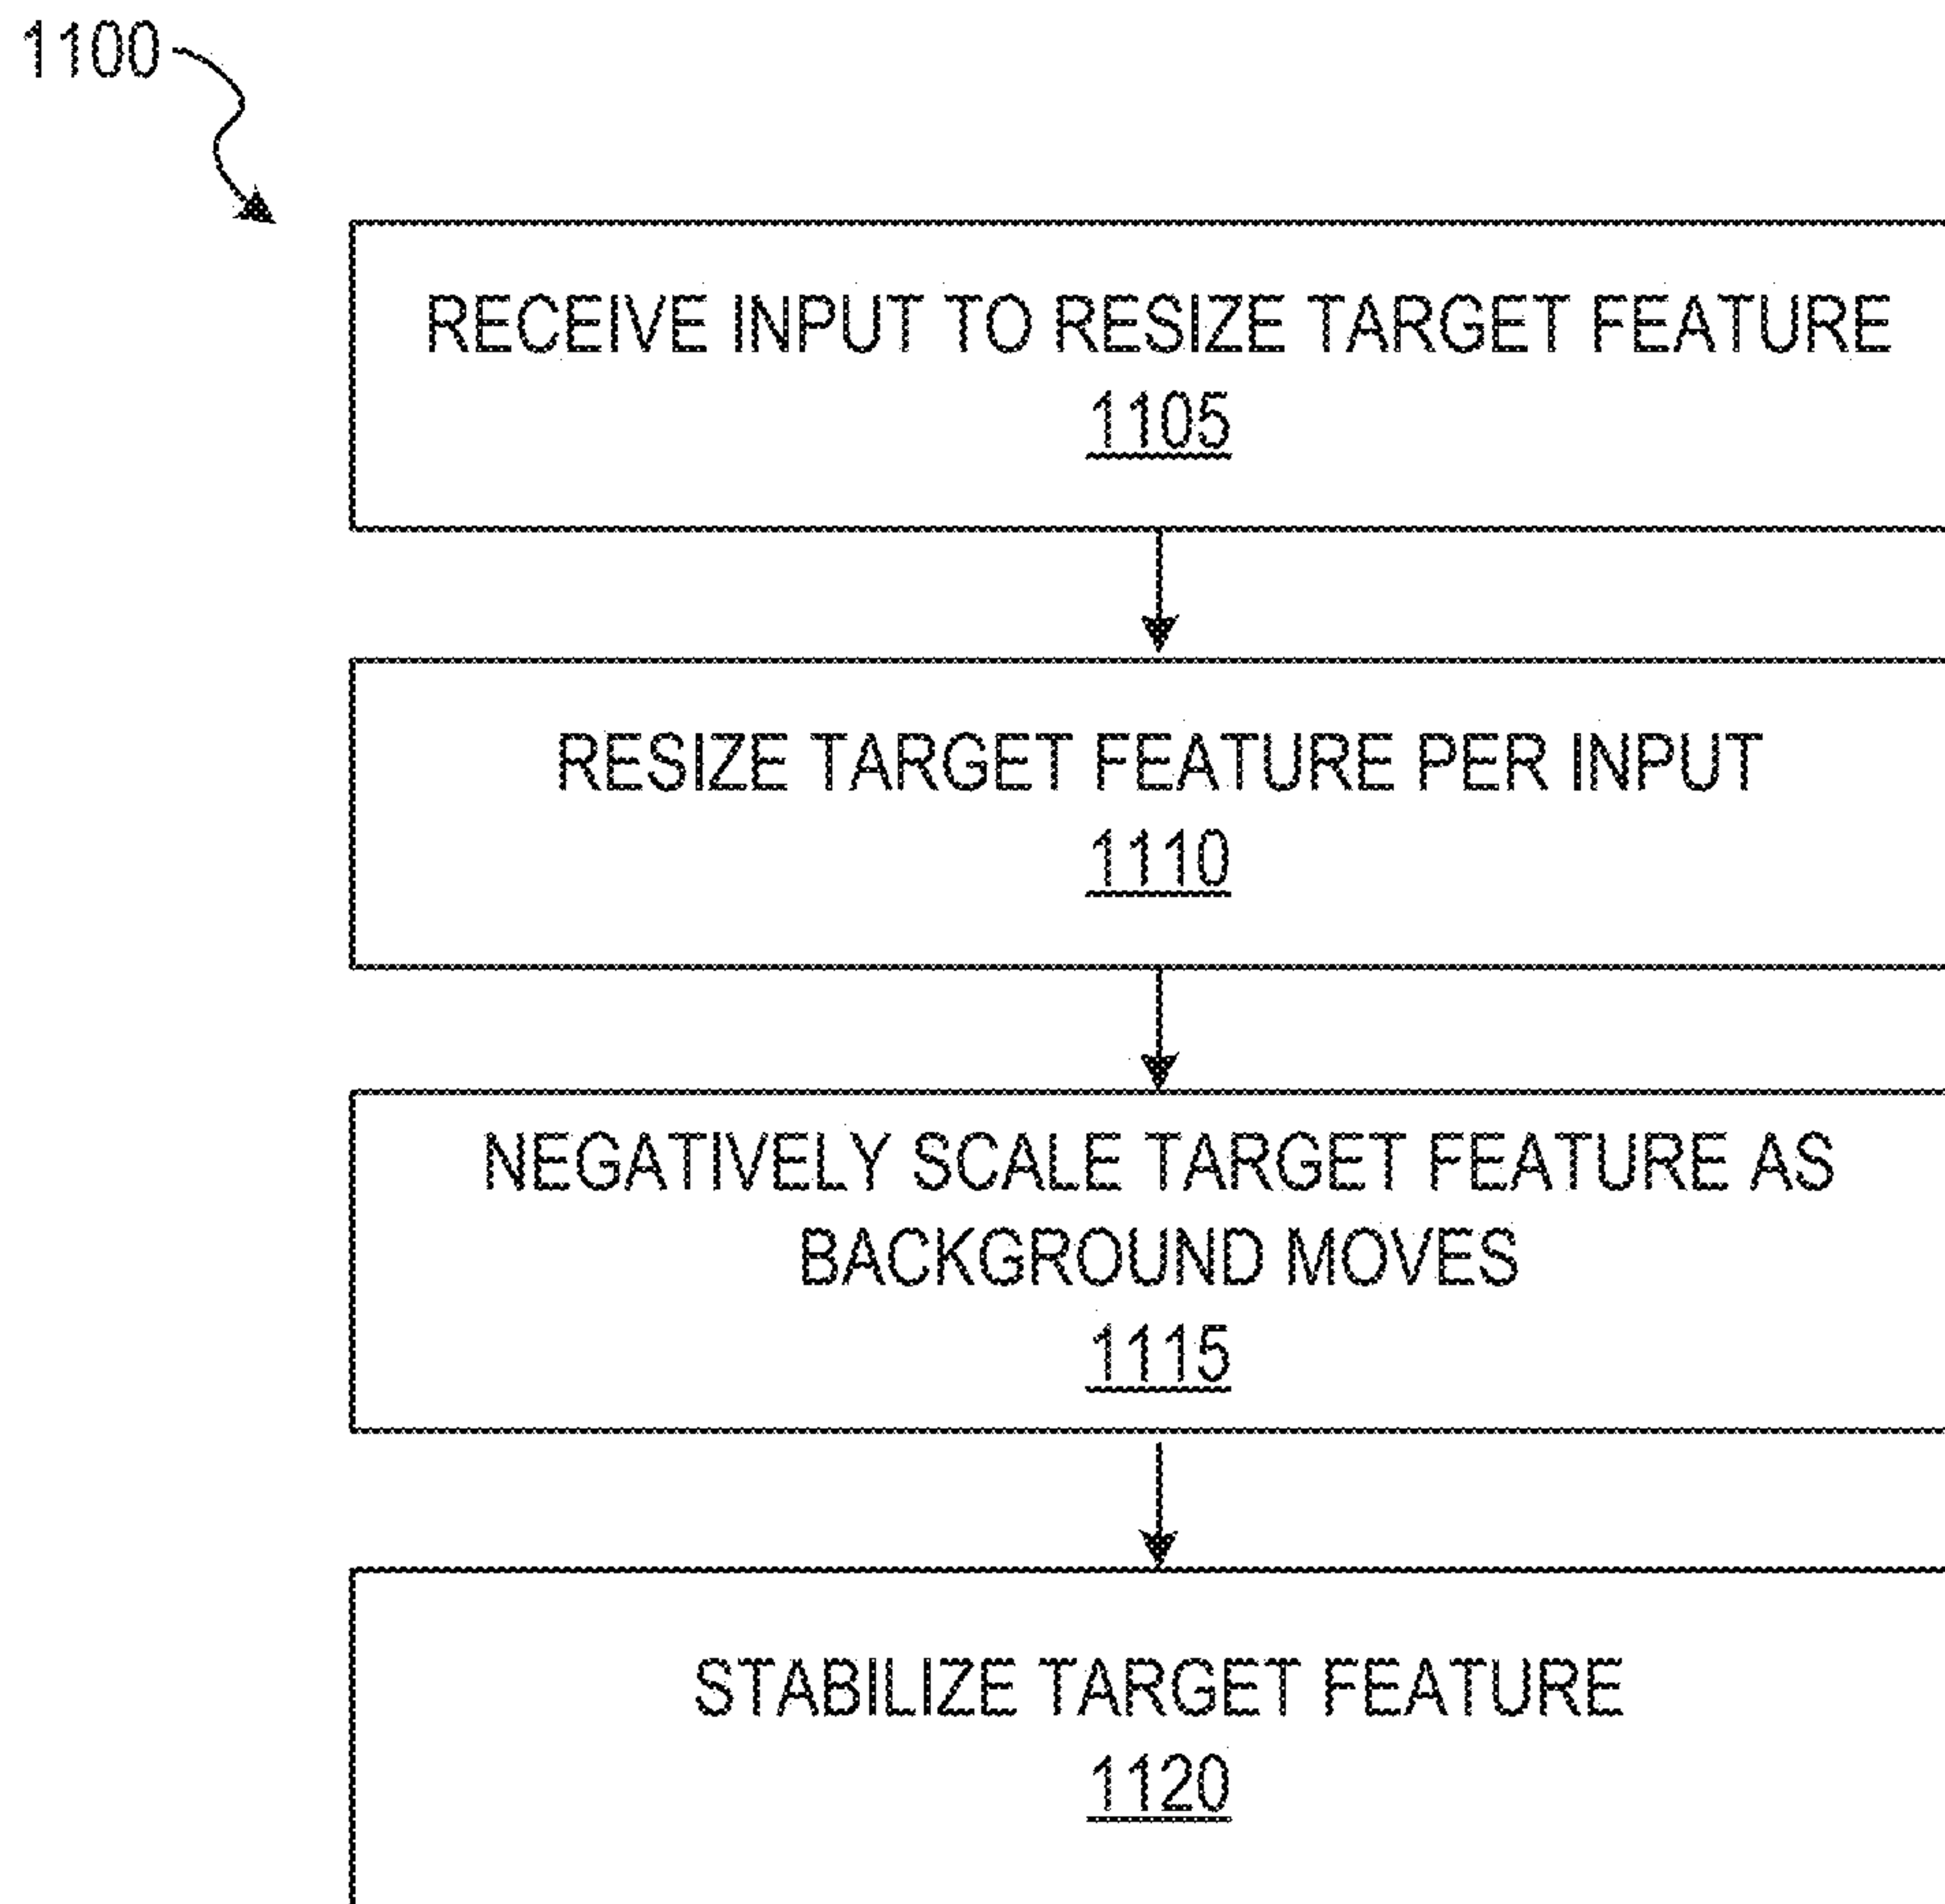 1100
RECEIVE INPUT TO RESIZE TARGET FEATURE
1105
RESIZE TARGET FEATURE PER INPUT
1110
NEGATIVELY SCALE TARGET FEATURE AS
BACKGROUND MOVES
1115
STABILIZE TARGET FEATURE
1120